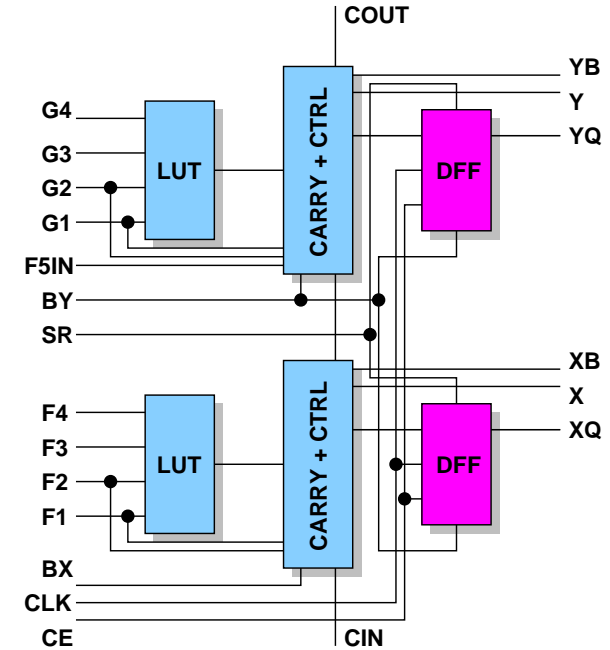 COUT
YB
Y
YQ
G4
G3
G2
G1
LUT
CARRY + CTRL
DFF
F5IN
BY
SR
XB
X
XQ
F4
F3
F2
F1
LUT
CARRY + CTRL
DFF
BX
CLK
CE
CIN